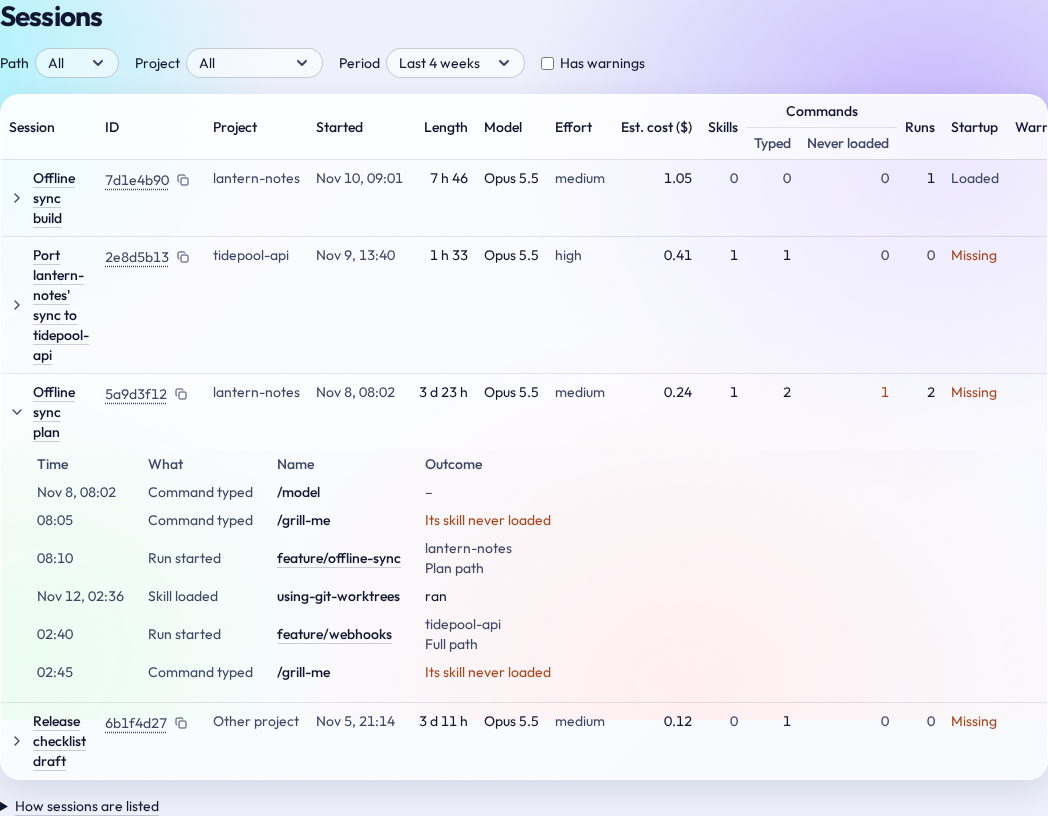 Sessions
Path All Project All Period Last 4 weeks Has warnings
Commands
Session ID Project Started Length Model Effort Est. cost ($) Skills Runs Startup Warr
Typed Never loaded
Offline 7d1e4b90 lantern-notes Nov 10, 09:01 7 h 46 Opus 5.5 medium 1.05 0 0 0 1 Loaded
sync
build
Port 2e8d5b13 tidepool-api Nov 9, 13:40 1 h 33 Opus 5.5 high 0.41 1 1 0 0 Missing
lantern-
notes'
sync to
tidepool-
api
Offline 5a9d3f12 lantern-notes Nov 8, 08:02 3 d 23 h Opus 5.5 medium 0.24 1 2 1 2 Missing
sync
plan
Time What Name Outcome
Nov 8, 08:02 Command typed /model –
08:05 Command typed /grill-me Its skill never loaded
08:10 Run started feature/offline-sync lantern-notes
Plan path
Nov 12, 02:36 Skill loaded using-git-worktrees ran
02:40 Run started feature/webhooks tidepool-api
Full path
02:45 Command typed /grill-me Its skill never loaded
Release 6b1f4d27 Other project Nov 5, 21:14 3 d 11 h Opus 5.5 medium 0.12 0 1 0 0 Missing
checklist
draft
How sessions are listed